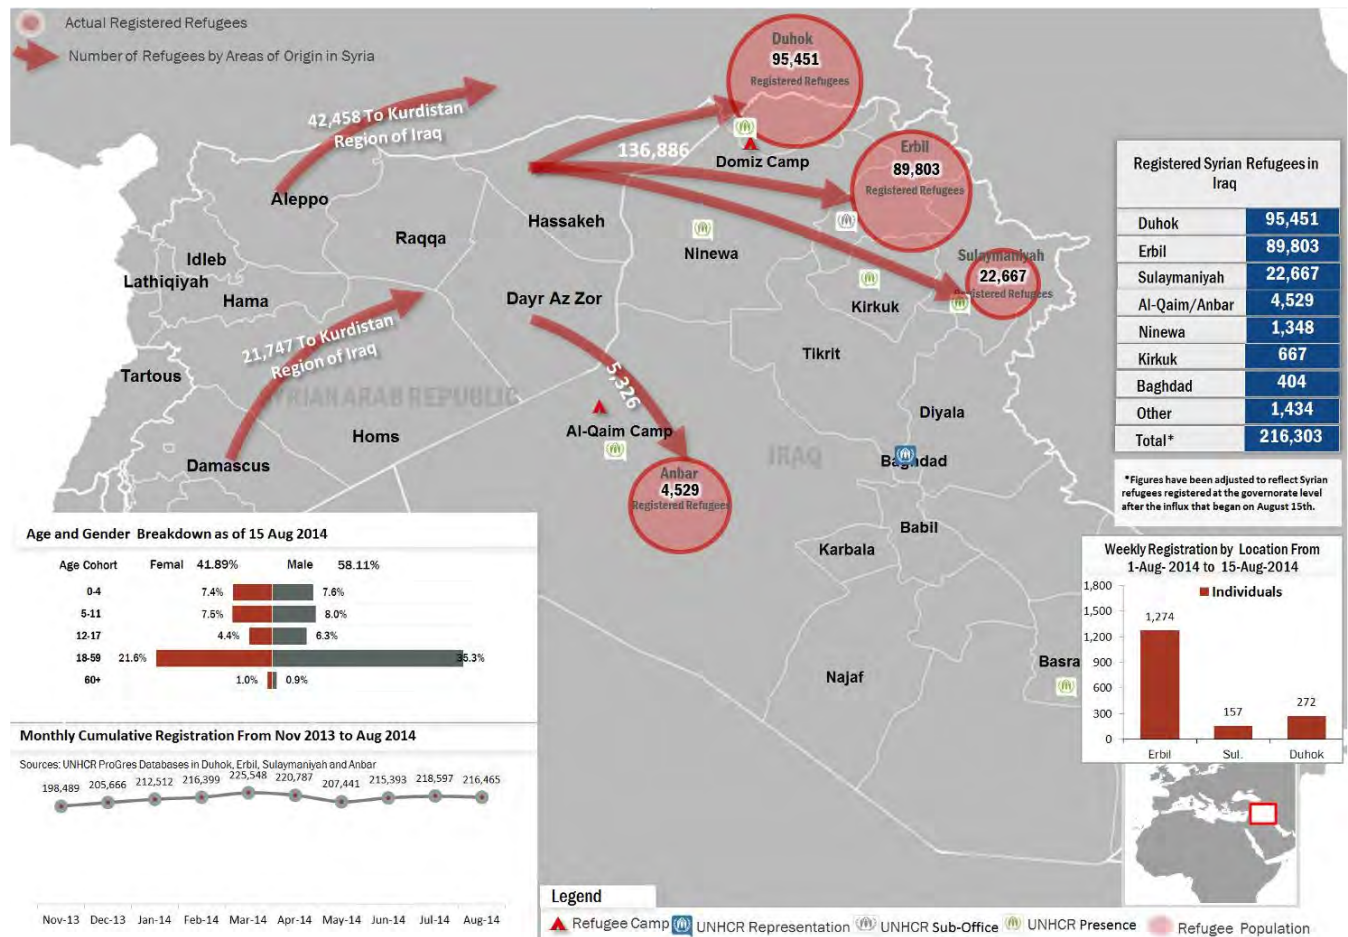 Actual Registered Refugees
Number of Refugees by Areas of Origin in Syria
42,458 To Kurdistan
Region of Iraq
Aleppo
Raqqa
Hassakeh
136,886
Duhok
95,451
Registered Refugees
Domiz Camp
Erbil
89,803
Registered Refugees
Ninewa
Sulaymaniyah
22,667
Registered Refugees
Kirkuk
Idleb
Lathiqiyah
Hama
Dayr Az Zor
21,747 To Kurdistan
Region of Iraq
Tartous
SYRIAN ARAB REPUBLIC
Homs
Damascus
5,326
Al-Qaim Camp
Tikrit
Diyala
IRAQ
Baghdad
Anbar
4,529
Registered Refugees
Babil
Karbala
Najaf
Basra
Registered Syrian Refugees in
Iraq
Duhok 95,451
Erbil 89,803
Sulaymaniyah 22,667
Al-Qaim/Anbar 4,529
Ninewa 1,348
Kirkuk 667
Baghdad 404
Other 1,434
Total* 216,303
*Figures have been adjusted to reflect Syrian
refugees registered at the governorate level
after the influx that began on August 15th.
Age and Gender Breakdown as of 15 Aug 2014
Age Cohort Femal 41.89% Male 58.11%
0-4 7.4% 7.6%
5-11 7.5% 8.0%
12-17 4.4% 6.3%
18-59 21.6% 35.3%
60+ 1.0% 0.9%
Monthly Cumulative Registration From Nov 2013 to Aug 2014
Sources: UNHCR ProGres Databases in Duhok, Erbil, Sulaymaniyah and Anbar
198,489 205,666 212,512 216,399 225,548 220,787 207,441 215,393 218,597 216,465
Nov-13 Dec-13 Jan-14 Feb-14 Mar-14 Apr-14 May-14 Jun-14 Jul-14 Aug-14
Weekly Registration by Location From
1-Aug- 2014 to 15-Aug-2014
Individuals
1,800
1,500
1,200
900
600
300
0
1,274
157
272
Erbil Sul. Duhok
Legend
Refugee Camp UNHCR Representation UNHCR Sub-Office UNHCR Presence Refugee Population